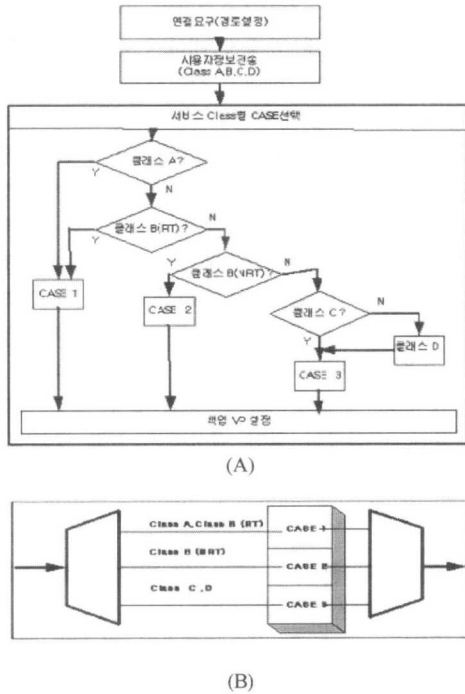 연결요구(경로설정)
사용자정보전송
(Class A,B,C,D)
서비스 Class별 CASE선택
클래스 A?
Y
N
클래스 B(RT)?
Y
N
클래스 B(NRT)?
Y
N
클래스 C?
Y
N
CASE 1
CASE 2
클래스 D
CASE 3
백업 VP 설정
(A)
Class A,Class B (RT)
CASE 1
Class B (NRT)
CASE 2
Class C ,D
CASE 3
(B)